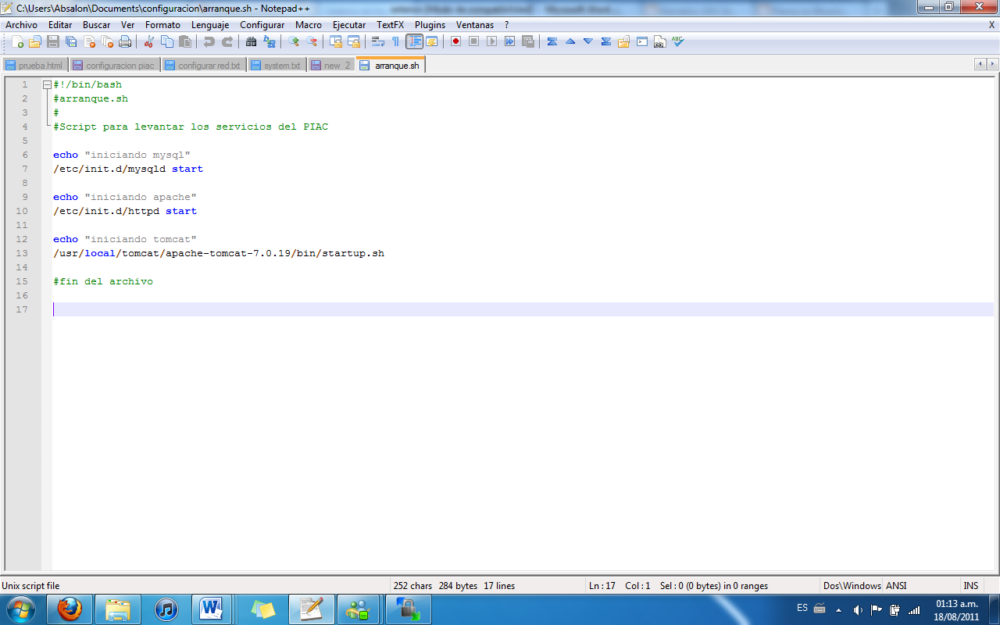 C:\Users\Absalon\Documents\configuracion\arranque.sh - Notepad++
Archivo Editar Buscar Ver Formato Lenguaje Configurar Macro Ejecutar TextFX Plugins Ventanas ? X
prueba.html configuracion piac configurar red.txt system.txt new 2 arranque.sh
1 #!/bin/bash
2 #arranque.sh
3 #
4 #Script para levantar los servicios del PIAC
5
6 echo "iniciando mysql"
7 /etc/init.d/mysqld start
8
9 echo "iniciando apache"
10 /etc/init.d/httpd start
11
12 echo "iniciando tomcat"
13 /usr/local/tomcat/apache-tomcat-7.0.19/bin/startup.sh
14
15 #fin del archivo
16
17
Unix script file 252 chars 284 bytes 17 lines Ln : 17 Col : 1 Sel : 0 (0 bytes) in 0 ranges Dos\Windows ANSI INS
ES 01:13 a.m.
18/08/2011